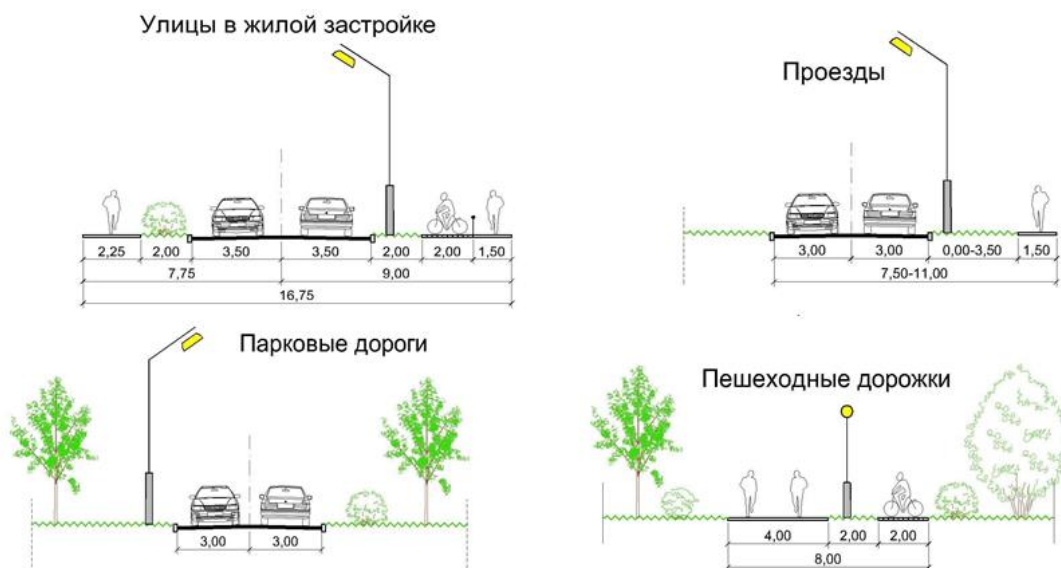 Улицы в жилой застройке
2,25 2,00 3,50 3,50 2,00 2,00 1,50
7,75 9,00
16,75
Проезды
3,00 3,00 0,00-3,50 1,50
7,50-11,00
Парковые дороги
3,00 3,00
Пешеходные дорожки
4,00 2,00 2,00
8,00